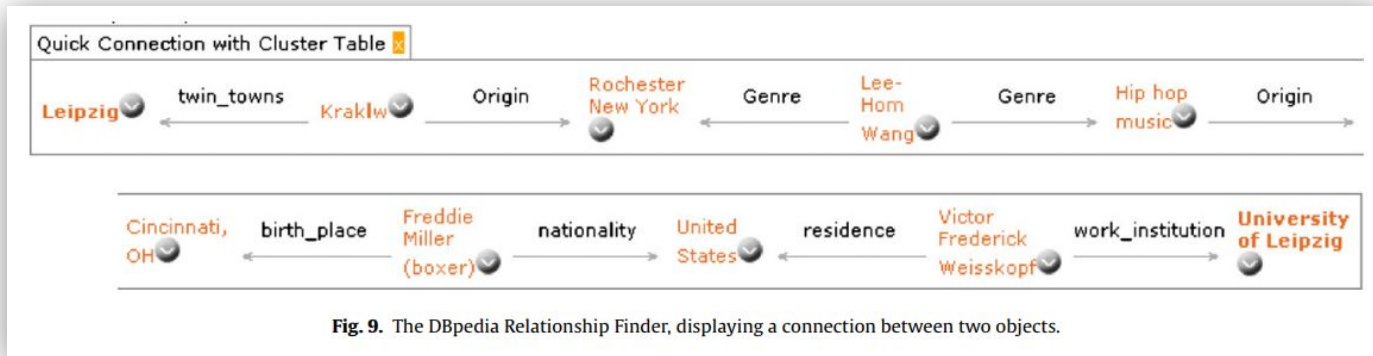 Quick Connection with Cluster Table x
Leipzig twin_towns Kraklw Origin Rochester New York Genre Lee-Hom Wang Genre Hip hop music Origin
Cincinnati, OH birth_place Freddie Miller (boxer) nationality United States residence Victor Frederick Weisskopf work_institution University of Leipzig
Fig. 9. The DBpedia Relationship Finder, displaying a connection between two objects.